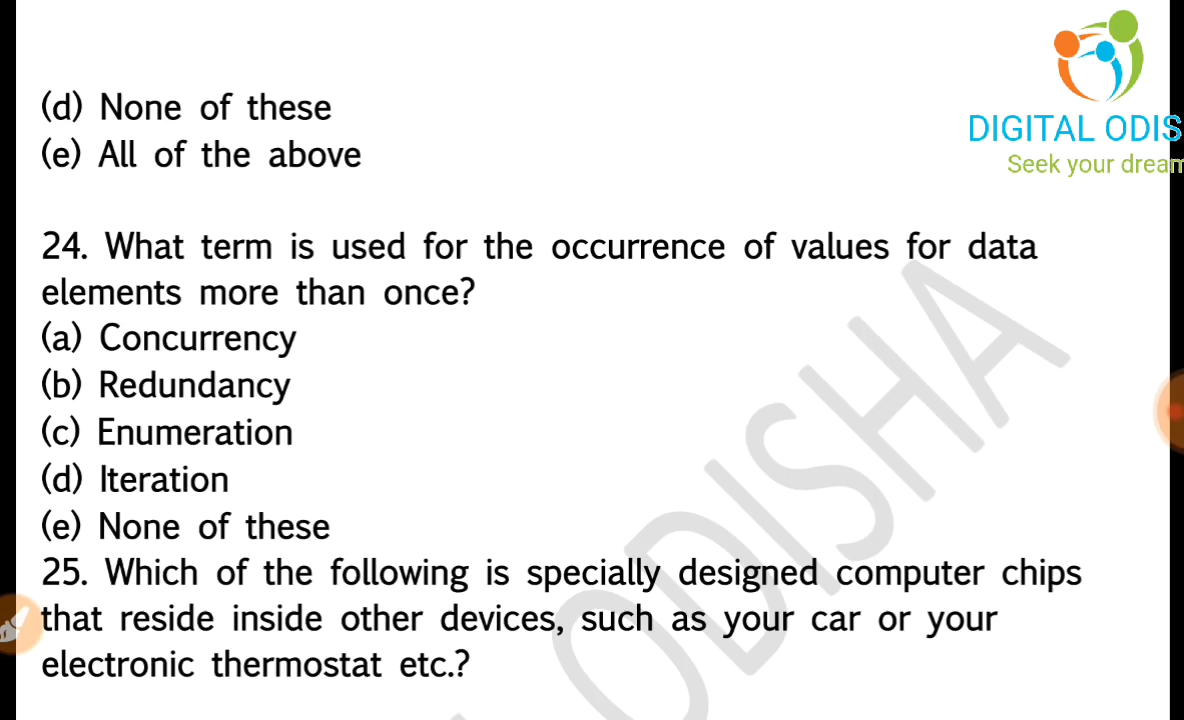 (d) None of these
(e) All of the above
DIGITAL ODIS
Seek your dream
24. What term is used for the occurrence of values for data
elements more than once?
(a) Concurrency
(b) Redundancy
(c) Enumeration
(d) Iteration
(e) None of these
25. Which of the following is specially designed computer chips
that reside inside other devices, such as your car or your
electronic thermostat etc.?
ODISHA